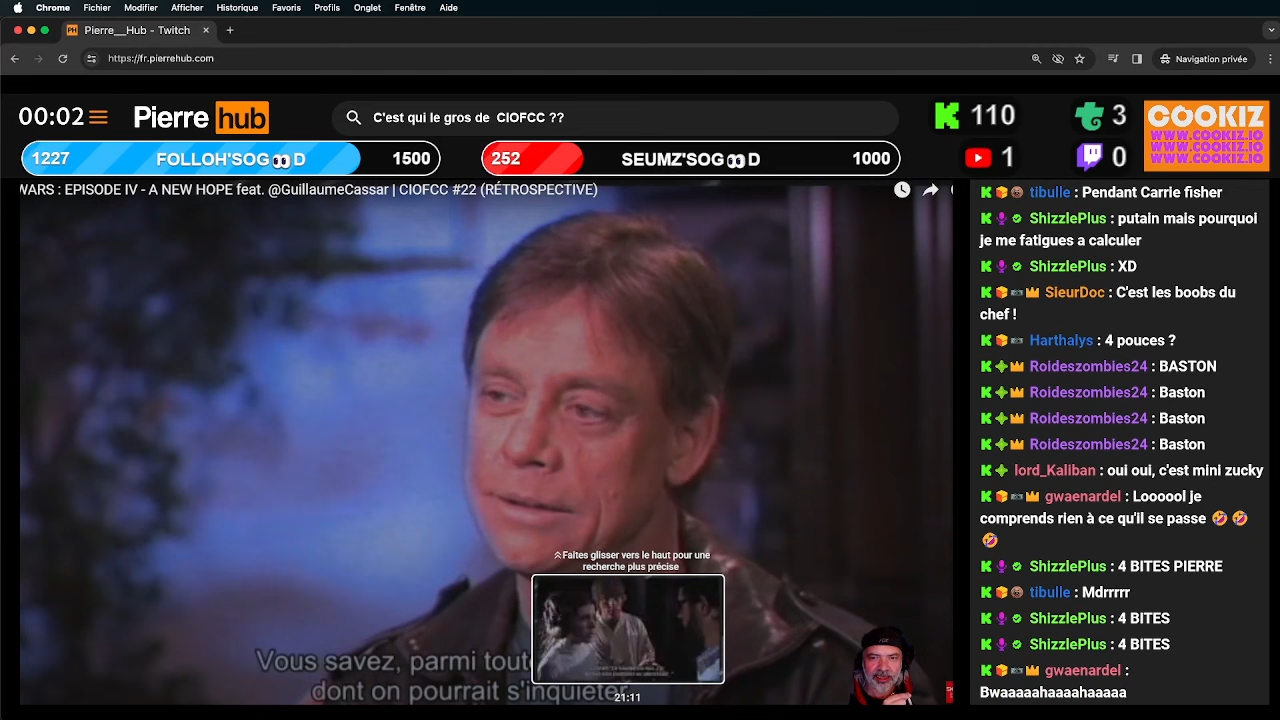 Chrome Fichier Modifier Afficher Historique Favoris Profils Onglet Fenêtre Aide
PH Pierre__Hub - Twitch
https://fr.pierrehub.com
Navigation privée
00:02
Pierre hub
C'est qui le gros de CIOFCC ??
K 110
3
1
0
COOKIZ
WWW.COOKIZ.IO
WWW.COOKIZ.IO
WWW.COOKIZ.IO
1227 FOLLOH'SOG👀D 1500
252 SEUMZ'SOG👀D 1000
WARS : EPISODE IV - A NEW HOPE feat. @GuillaumeCassar | CIOFCC #22 (RÉTROSPECTIVE)
Vous savez, parmi tout
dont on pourrait s'inquiéter
Faites glisser vers le haut pour une
recherche plus précise
21:11
tibulle : Pendant Carrie fisher
ShizzlePlus : putain mais pourquoi
je me fatigues a calculer
ShizzlePlus : XD
SieurDoc : C'est les boobs du
chef !
Harthalys : 4 pouces ?
Roideszombies24 : BASTON
Roideszombies24 : Baston
Roideszombies24 : Baston
Roideszombies24 : Baston
lord_Kaliban : oui oui, c'est mini zucky
gwaenardel : Loooool je
comprends rien à ce qu'il se passe 🤣 🤣
🤣
ShizzlePlus : 4 BITES PIERRE
tibulle : Mdrrrrr
ShizzlePlus : 4 BITES
ShizzlePlus : 4 BITES
gwaenardel :
Bwaaaaahaaaahaaaaa